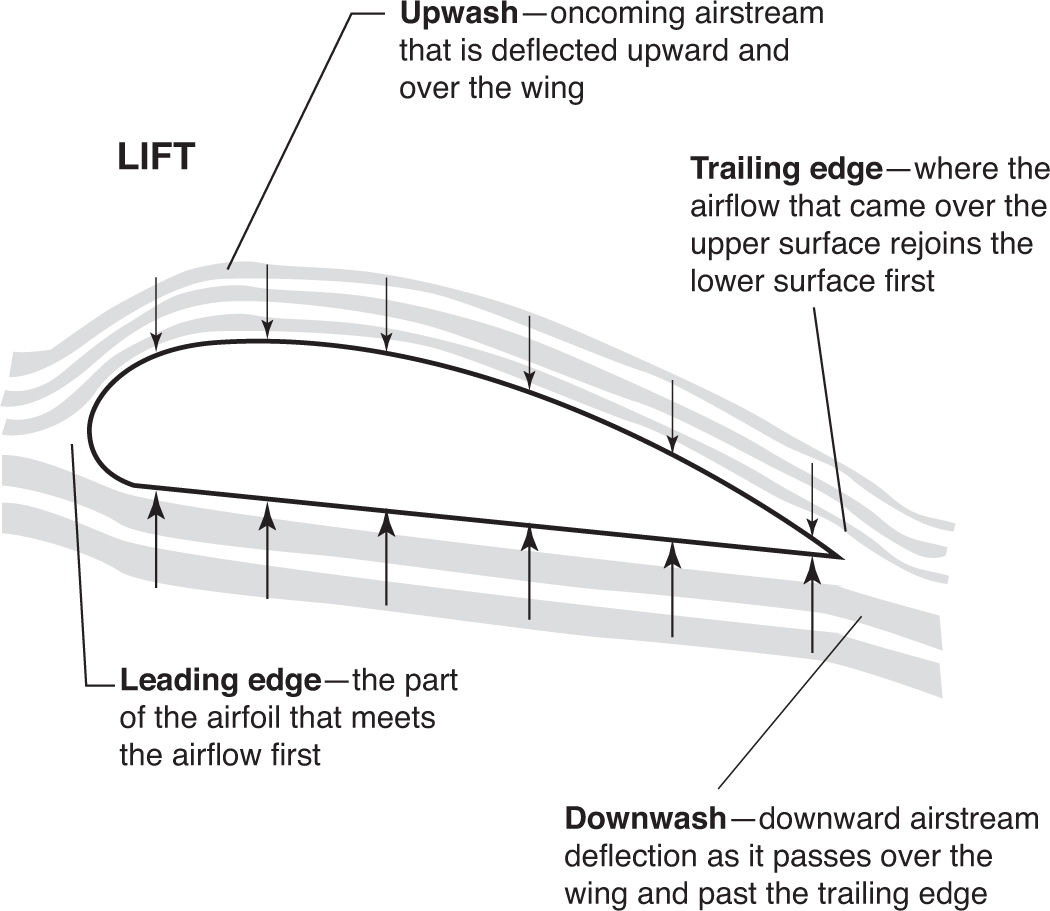 Upwash—oncoming airstream
that is deflected upward and
over the wing
LIFT
Trailing edge—where the
airflow that came over the
upper surface rejoins the
lower surface first
Leading edge—the part
of the airfoil that meets
the airflow first
Downwash—downward airstream
deflection as it passes over the
wing and past the trailing edge